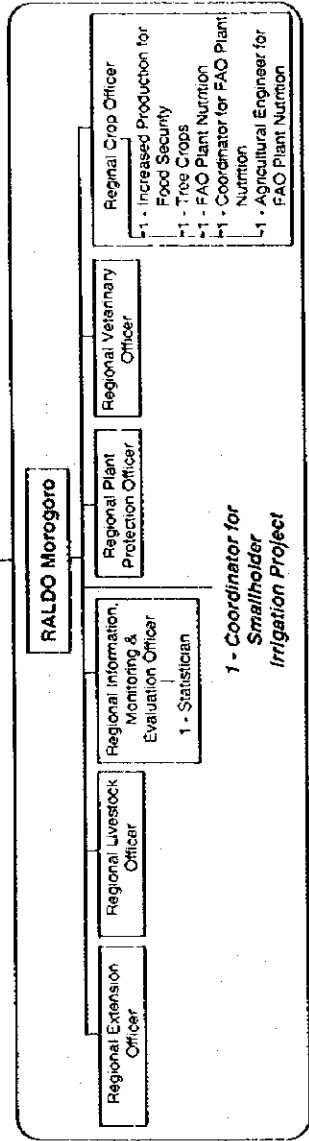 RALDO Morogoro
Regional Extension
Officer
Regional Livestock
Officer
Regional Information,
Monitoring &
Evaluation Officer
1 - Statistician
Regional Plant
Protection Officer
Regional Vetarinary
Officer
Reginal Crop Officer
1 - Increased Production for
Food Security
1 - Tree Crops
1 - FAO Plant Nutrition
1 - Coordinator for FAO Plant
Nutrition
1 - Agricultural Engineer for
FAO Plant Nutrition
1 - Coordinator for
Smallholder
Irrigation Project